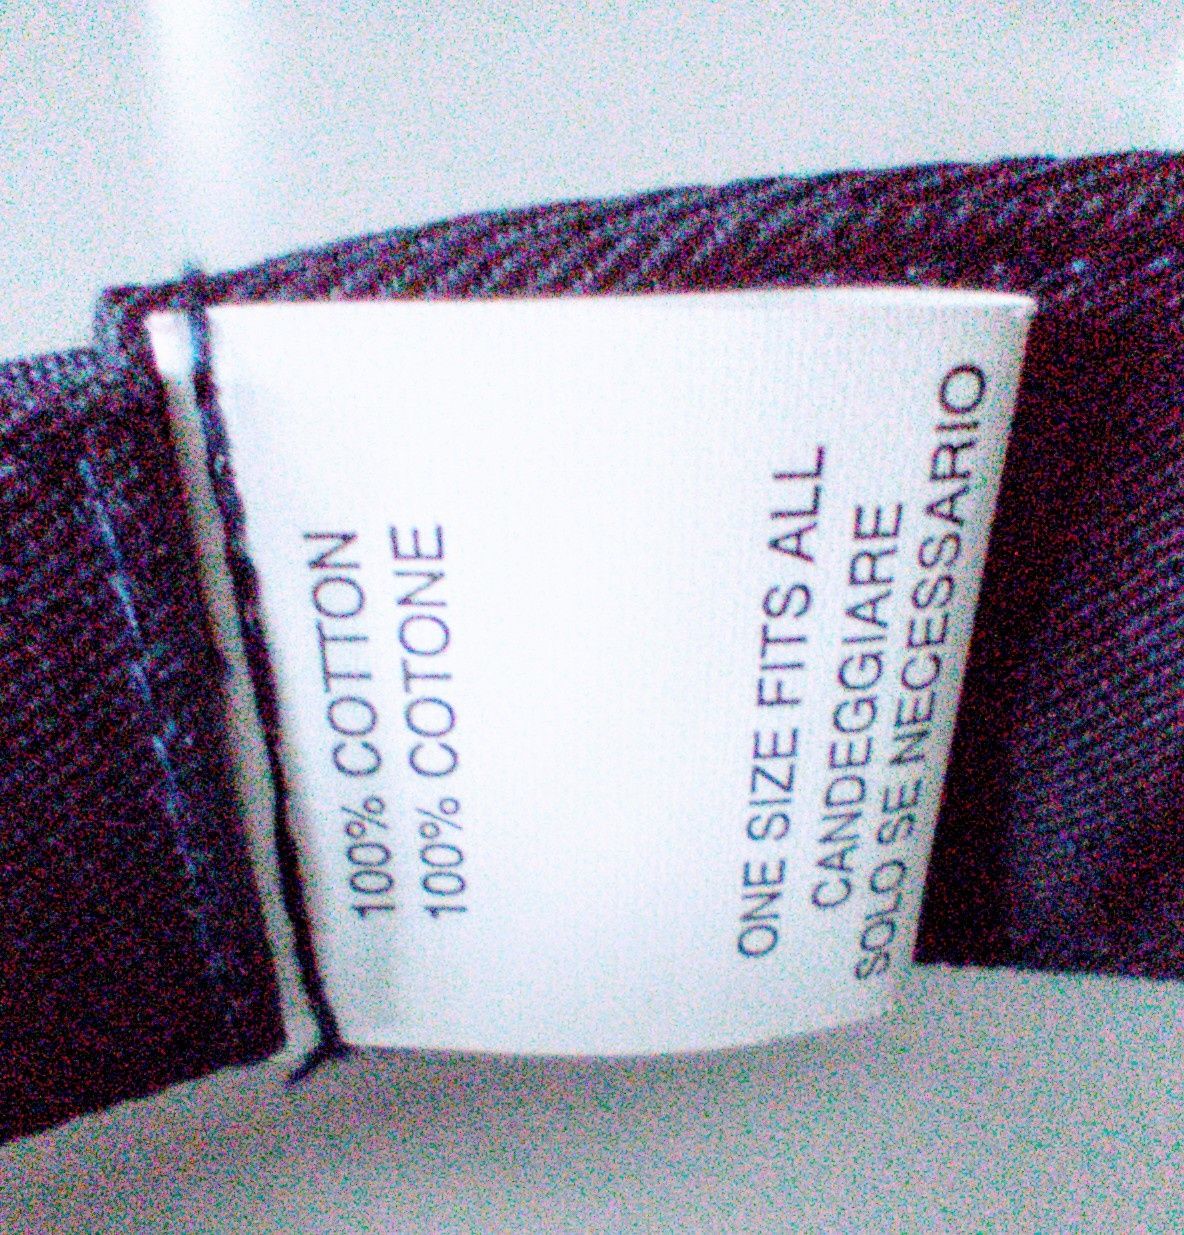 100% COTTON
100% COTONE
ONE SIZE FITS ALL
CANDEGGIARE
SOLO SE NECESSARIO